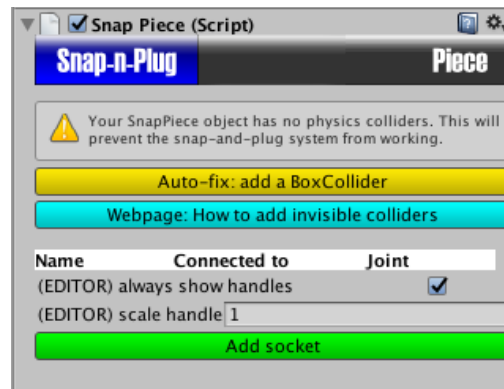 Snap Piece (Script)
Snap-n-Plug Piece
Your SnapPiece object has no physics colliders. This will
prevent the snap-and-plug system from working.
Auto-fix: add a BoxCollider
Webpage: How to add invisible colliders
Name Connected to Joint
(EDITOR) always show handles
(EDITOR) scale handle 1
Add socket